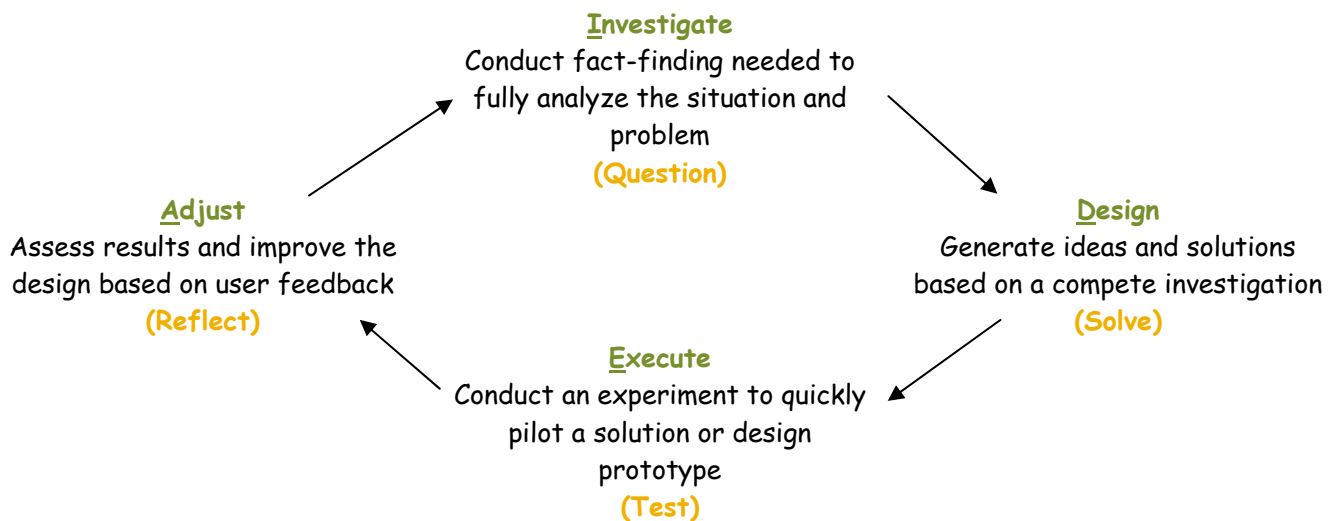 Investigate
Conduct fact-finding needed to
fully analyze the situation and
problem
(Question)
Design
Generate ideas and solutions
based on a compete investigation
(Solve)
Execute
Conduct an experiment to quickly
pilot a solution or design
prototype
(Test)
Adjust
Assess results and improve the
design based on user feedback
(Reflect)